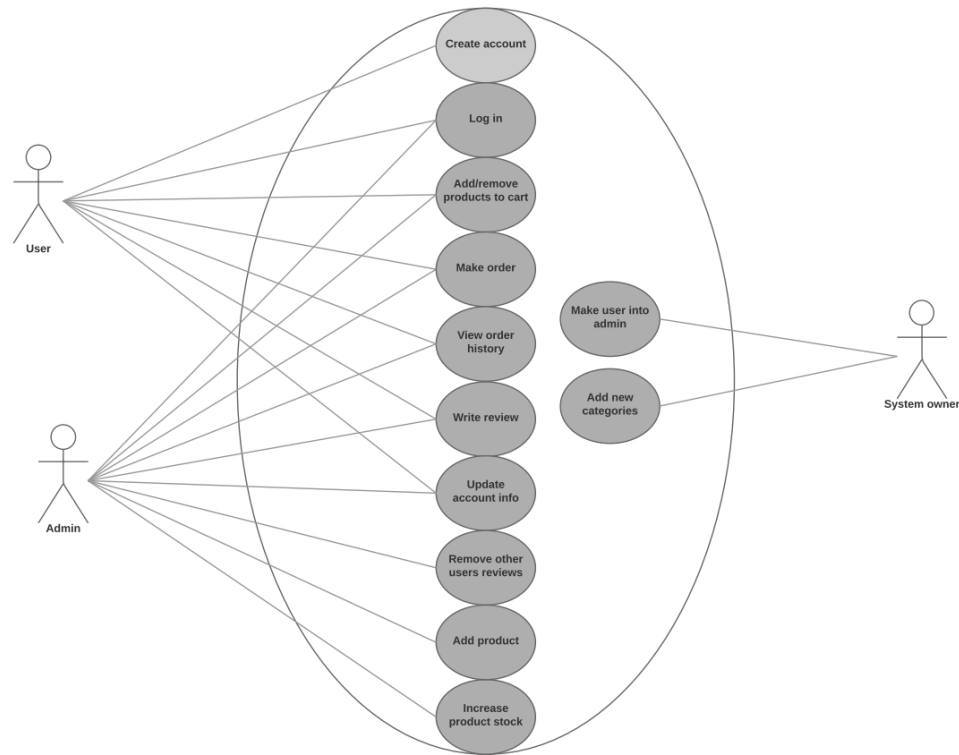 Create account
Log in
Add/remove
products to cart
User
Make order
Make user into
admin
View order
history
Add new
categories
System owner
Write review
Update
account info
Admin
Remove other
users reviews
Add product
Increase
product stock